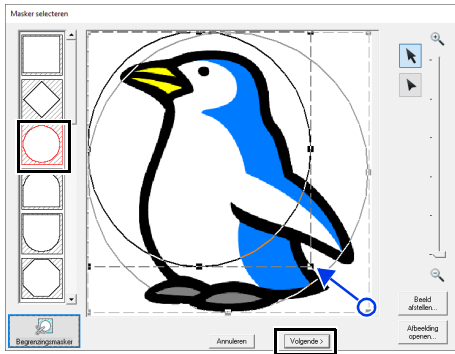 Masker selecteren
Beeld
afstellen...
Afbeelding
openen...
Begrenzingsmasker
Annuleren
Volgende >